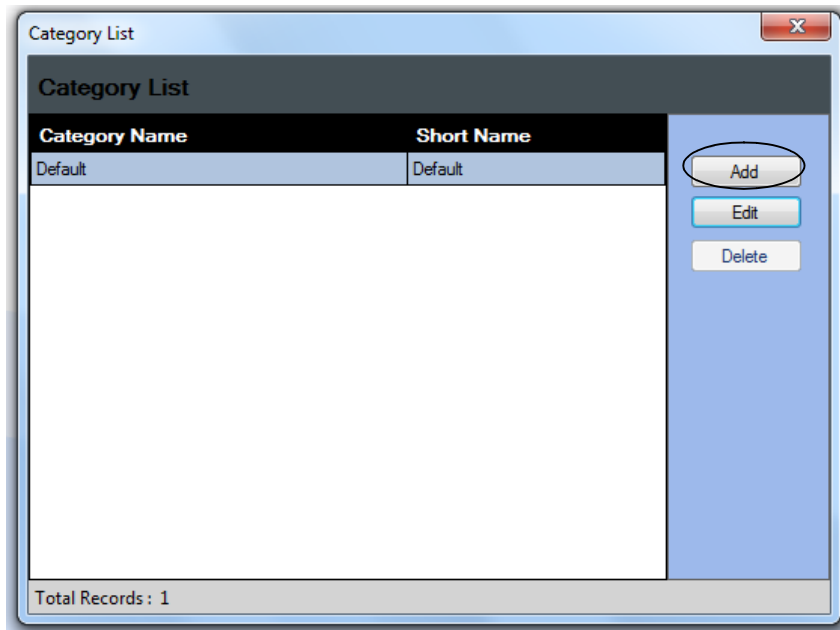 Category List
Category List
Category Name Short Name
Default Default
Add
Edit
Delete
Total Records : 1